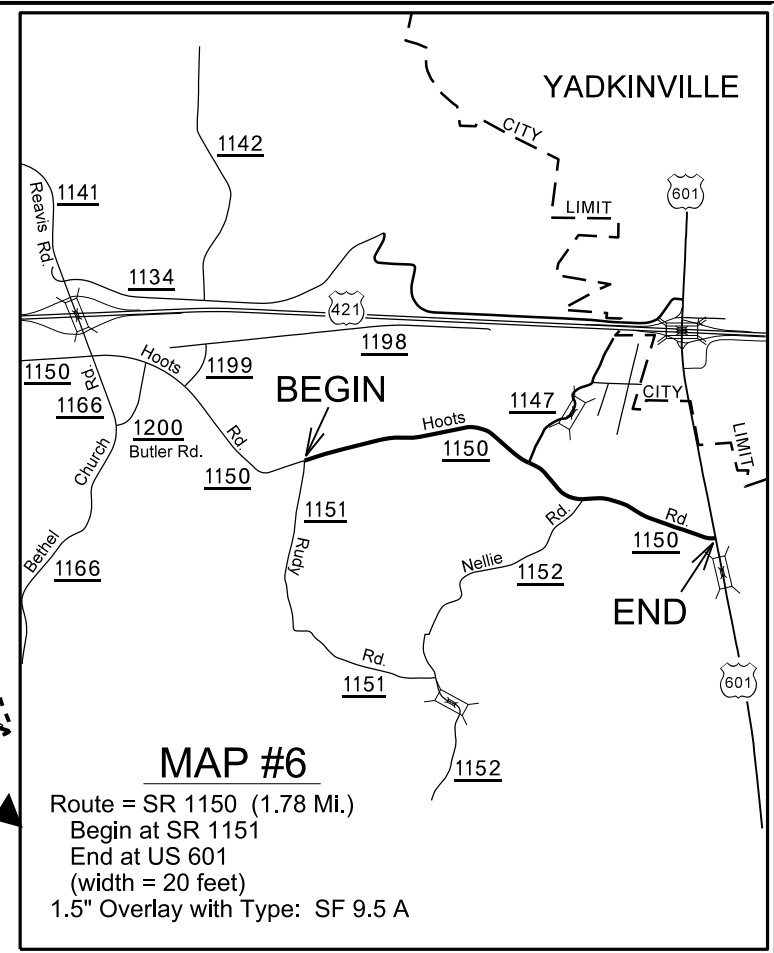 YADKINVILLE
CITY
LIMIT
601
1142
1141
Reavis Rd.
1134
421
1198
1199
Hoots
1150
Rd.
1166
1200
Butler Rd.
BEGIN
1147
CITY
LIMIT
Hoots
1150
Rd.
1150
Church
Bethel
1166
1151
Rudy
Rd.
1151
Nellie
Rd.
1152
Rd.
1150
END
601
1152
MAP #6
Route = SR 1150 (1.78 Mi.)
Begin at SR 1151
End at US 601
(width = 20 feet)
1.5" Overlay with Type: SF 9.5 A